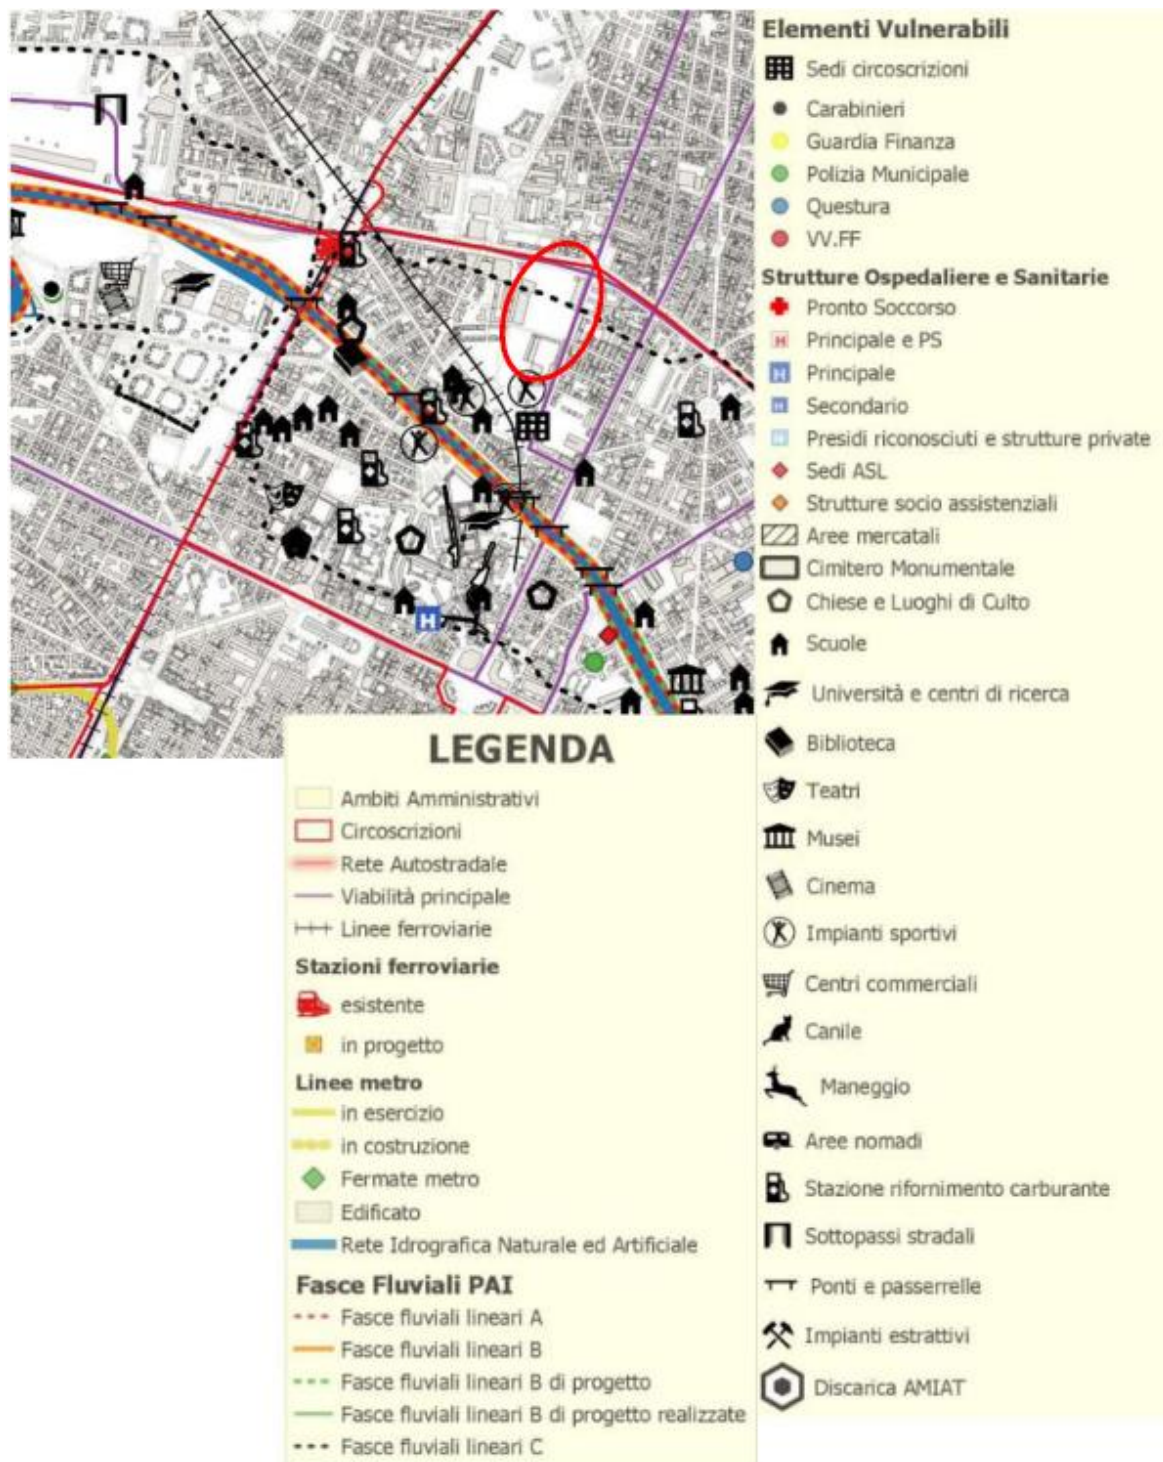 Elementi Vulnerabili
Sedi circoscrizioni
Carabinieri
Guardia Finanza
Polizia Municipale
Questura
VV.FF
Strutture Ospedaliere e Sanitarie
Pronto Soccorso
H Principale e PS
H Principale
H Secondario
H Presidi riconosciuti e strutture private
Sedi ASL
Strutture socio assistenziali
Aree mercatali
Cimitero Monumentale
Chiese e Luoghi di Culto
Scuole
Università e centri di ricerca
Biblioteca
Teatri
Musei
Cinema
Impianti sportivi
Centri commerciali
Canile
Maneggio
Aree nomadi
Stazione rifornimento carburante
Sottopassi stradali
Ponti e passerrelle
Impianti estrattivi
Discarica AMIAT
H
LEGENDA
Ambiti Amministrativi
Circoscrizioni
Rete Autostradale
Viabilità principale
Linee ferroviarie
Stazioni ferroviarie
esistente
in progetto
Linee metro
in esercizio
in costruzione
Fermate metro
Edificato
Rete Idrografica Naturale ed Artificiale
Fasce Fluviali PAI
Fasce fluviali lineari A
Fasce fluviali lineari B
Fasce fluviali lineari B di progetto
Fasce fluviali lineari B di progetto realizzate
Fasce fluviali lineari C